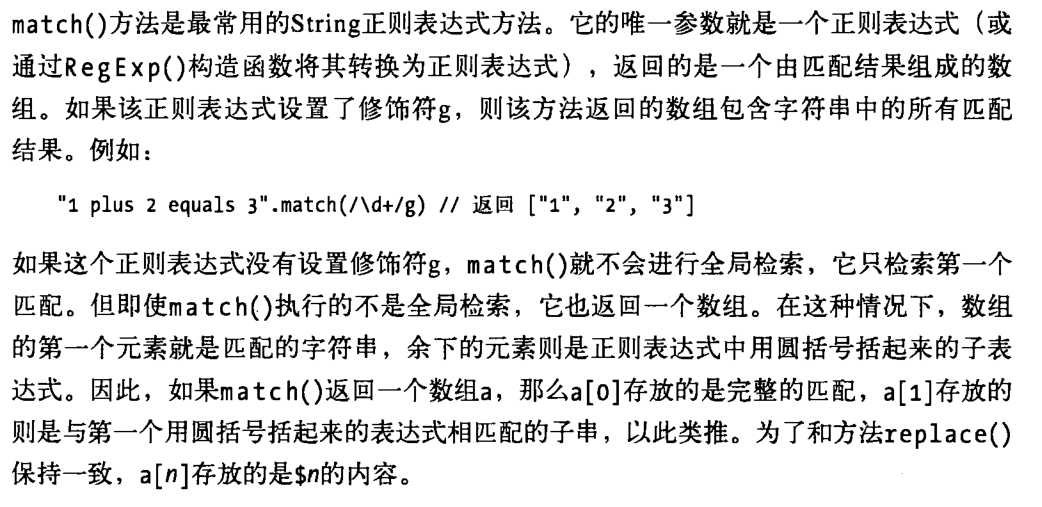 match()方法是最常用的String正则表达式方法。它的唯一参数就是一个正则表达式（或
通过RegExp()构造函数将其转换为正则表达式），返回的是一个由匹配结果组成的数
组。如果该正则表达式设置了修饰符g，则该方法返回的数组包含字符串中的所有匹配
结果。例如：
"1 plus 2 equals 3".match(/\d+/g) // 返回 ["1", "2", "3"]
如果这个正则表达式没有设置修饰符g，match()就不会进行全局检索，它只检索第一个
匹配。但即使match()执行的不是全局检索，它也返回一个数组。在这种情况下，数组
的第一个元素就是匹配的字符串，余下的元素则是正则表达式中用圆括号括起来的子表
达式。因此，如果match()返回一个数组a，那么a[0]存放的是完整的匹配，a[1]存放的
则是与第一个用圆括号括起来的表达式相匹配的子串，以此类推。为了和方法replace()
保持一致，a[n]存放的是$n的内容。